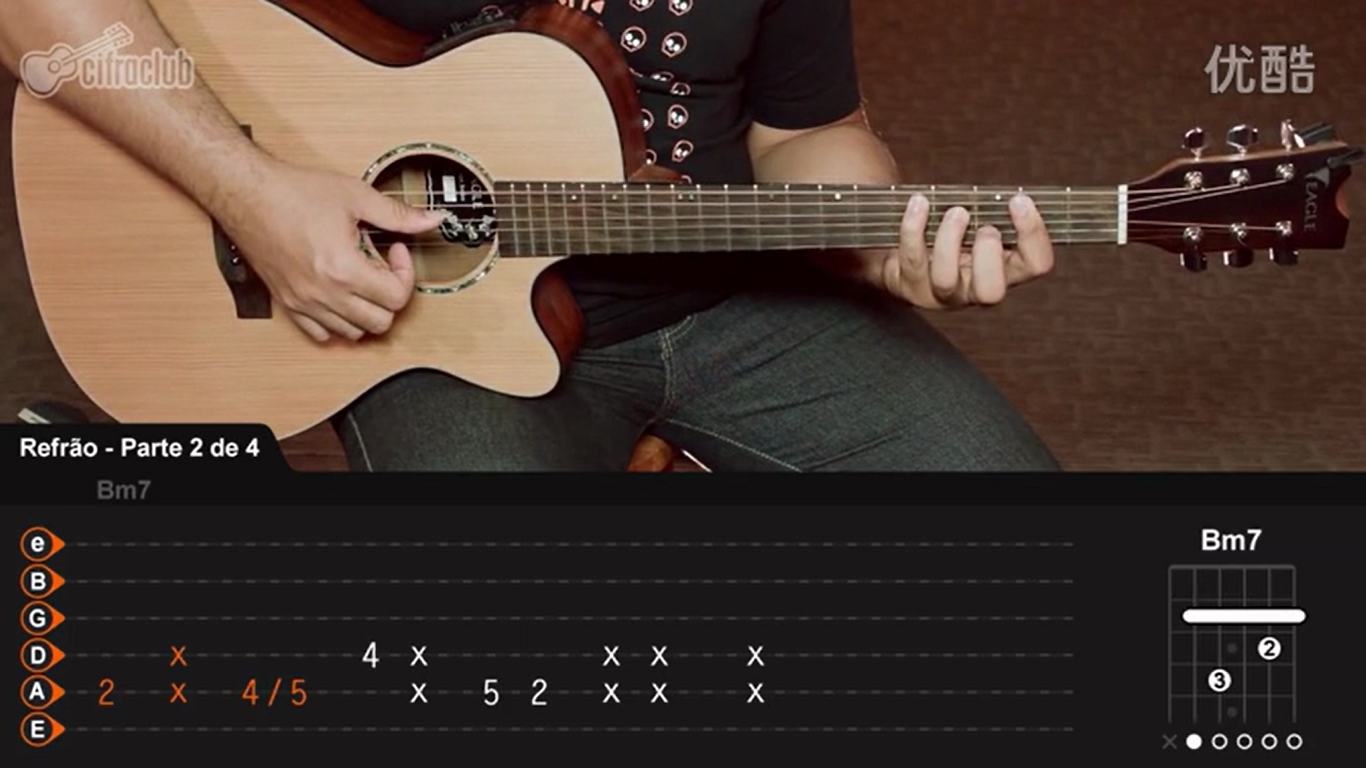 cifraclub
优酷
EAGLE
Refrão - Parte 2 de 4
Bm7
e
B
G
D x 4 x x x x
A 2 x 4 / 5 x 5 2 x x x
E
Bm7
2
3